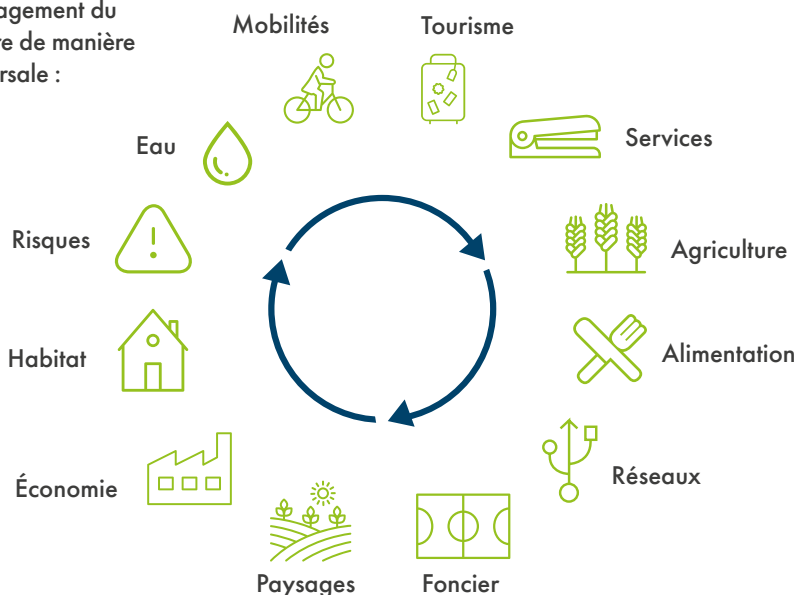 agement du
re de manière
rsale :
Mobilités
Tourisme
Eau
Services
Risques
Agriculture
Habitat
Alimentation
Économie
Réseaux
Paysages
Foncier